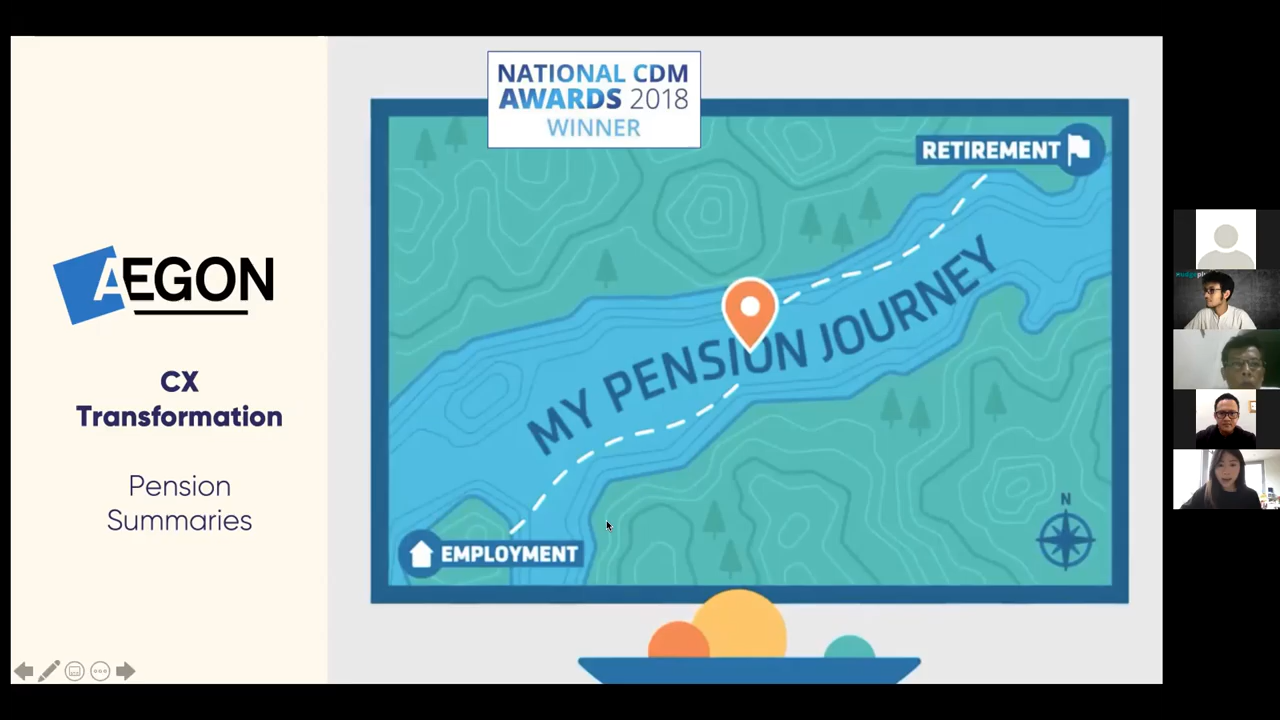 AEGON
CX
Transformation
Pension
Summaries
NATIONAL CDM
AWARDS 2018
WINNER
RETIREMENT
MY PENSION JOURNEY
N
EMPLOYMENT